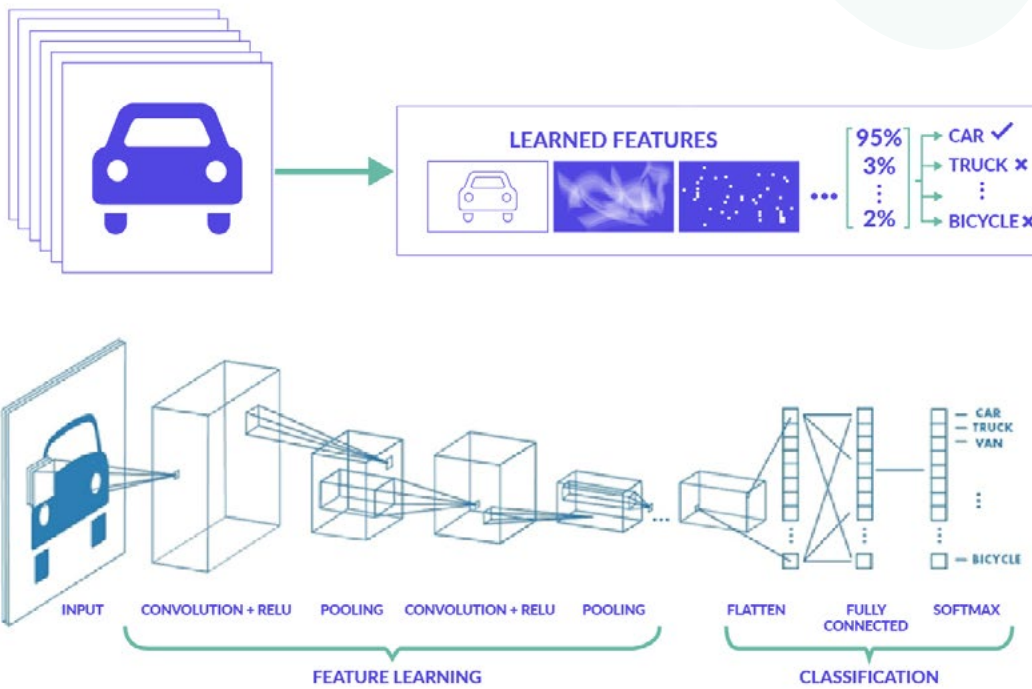 LEARNED FEATURES
95%
3%
2%
CAR
TRUCK
BICYCLE
CAR
TRUCK
VAN
BICYCLE
INPUT
CONVOLUTION + RELU
POOLING
CONVOLUTION + RELU
POOLING
FLATTEN
FULLY
CONNECTED
SOFTMAX
FEATURE LEARNING
CLASSIFICATION